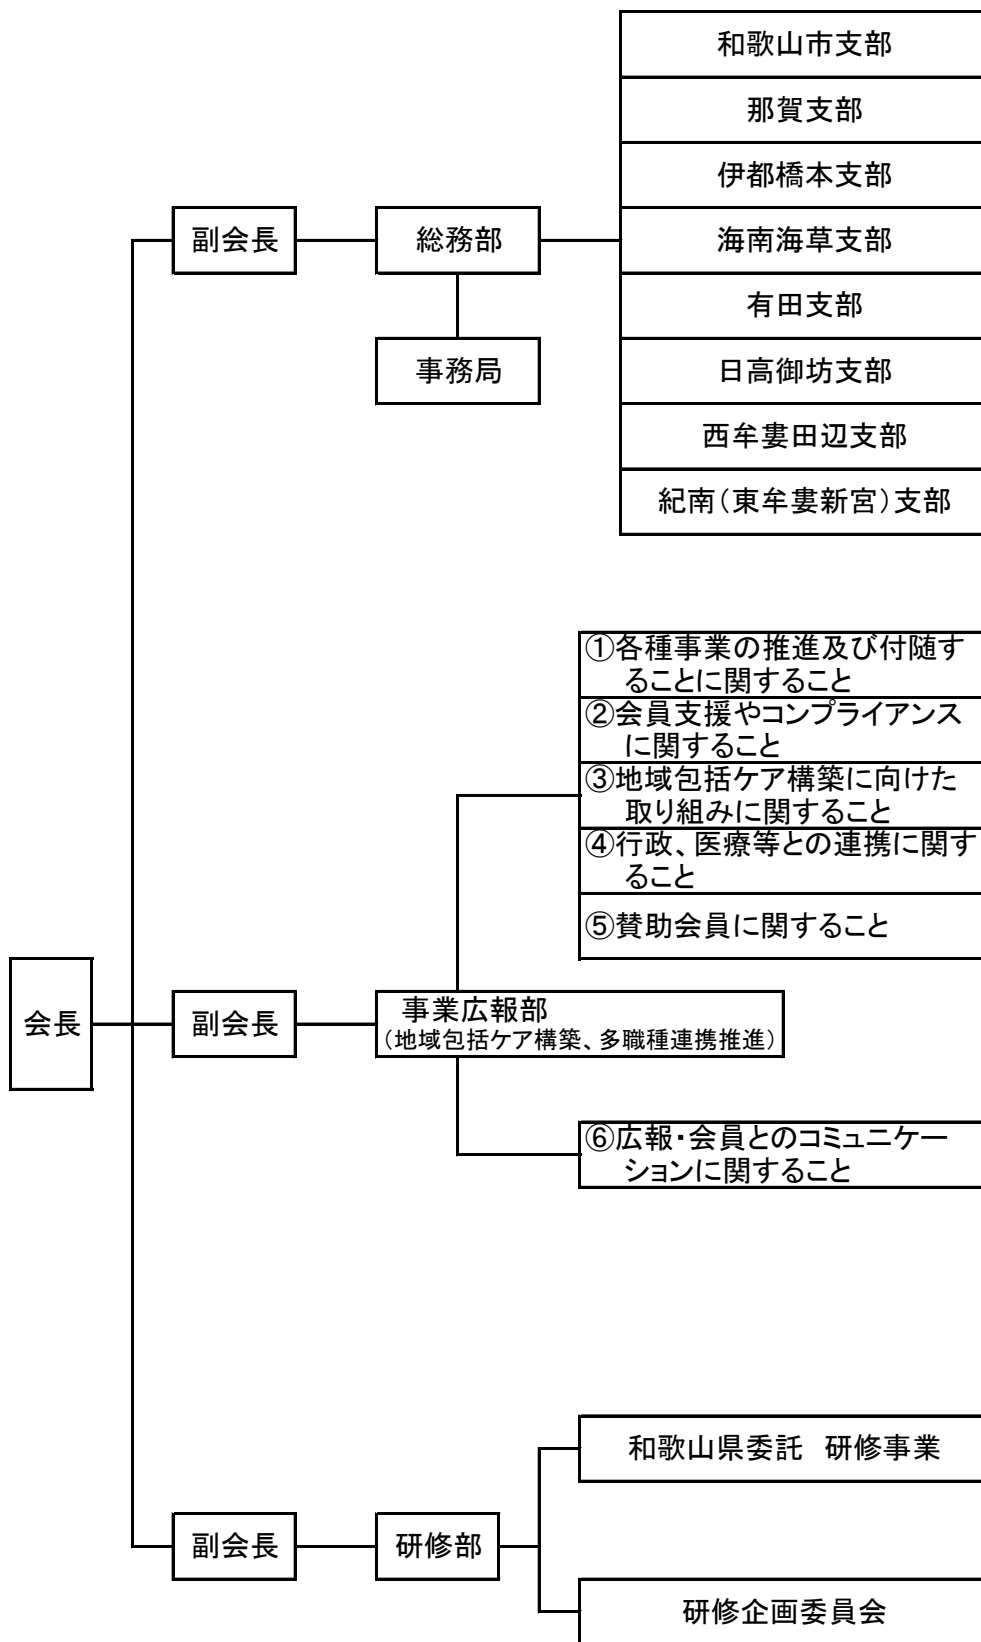 和歌山市支部
那賀支部
伊都橋本支部
副会長
総務部
海南海草支部
有田支部
事務局
日高御坊支部
西牟婁田辺支部
紀南(東牟婁新宮)支部
①各種事業の推進及び付随す
ることに関すること
②会員支援やコンプライアンス
に関すること
③地域包括ケア構築に向けた
取り組みに関すること
④行政、医療等との連携に関す
ること
⑤賛助会員に関すること
会長
副会長
事業広報部
(地域包括ケア構築、多職種連携推進)
⑥広報・会員とのコミュニケー
ションに関すること
和歌山県委託　研修事業
副会長
研修部
研修企画委員会